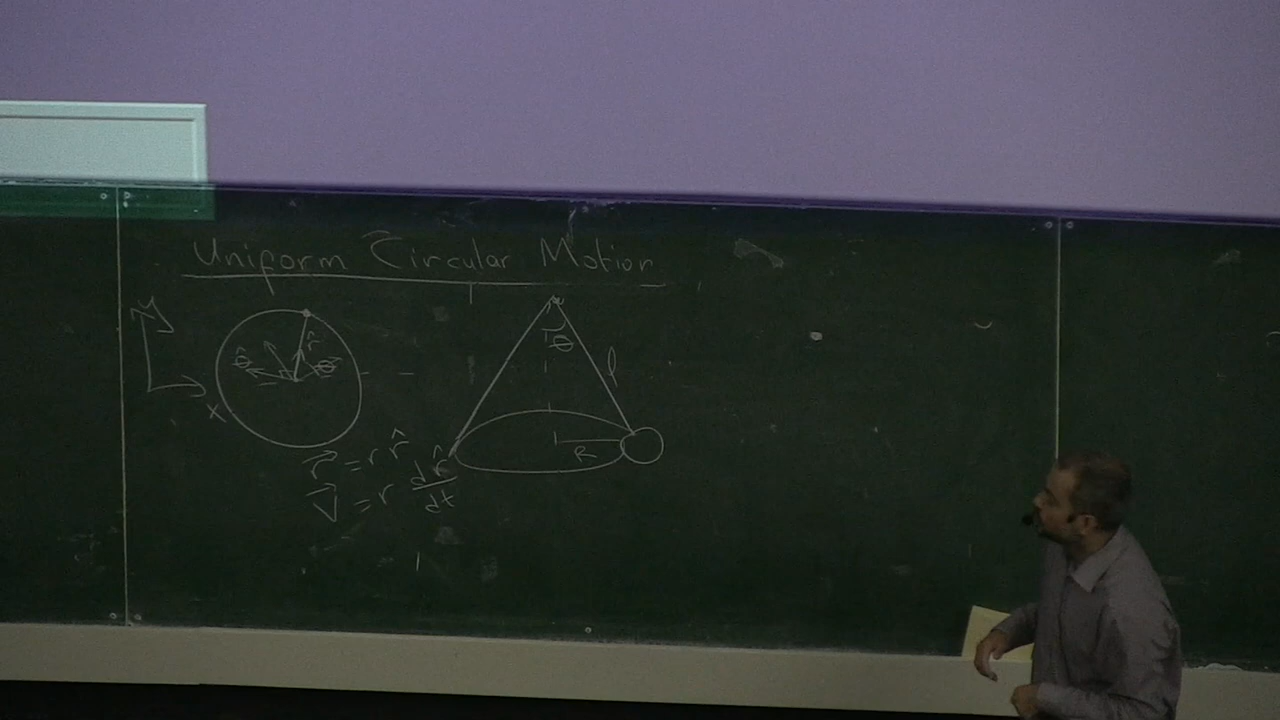 Uniform Circular Motion
y
x
r̂
θ̂
θ̂
θ
l
R
r⃗ = r r̂
v⃗ = r dr̂/dt